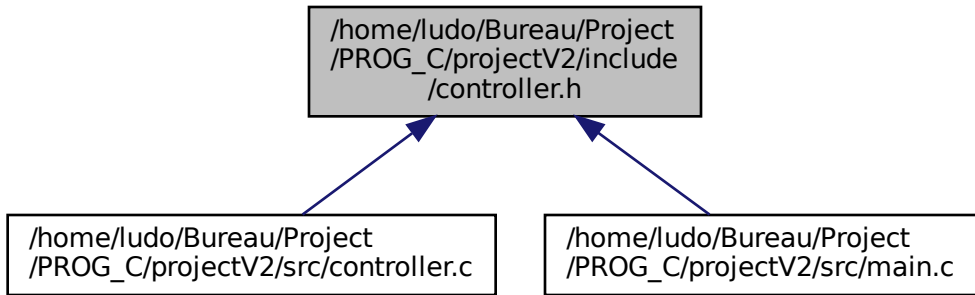 /home/ludo/Bureau/Project
/PROG_C/projectV2/include
/controller.h
/home/ludo/Bureau/Project
/PROG_C/projectV2/src/controller.c
/home/ludo/Bureau/Project
/PROG_C/projectV2/src/main.c